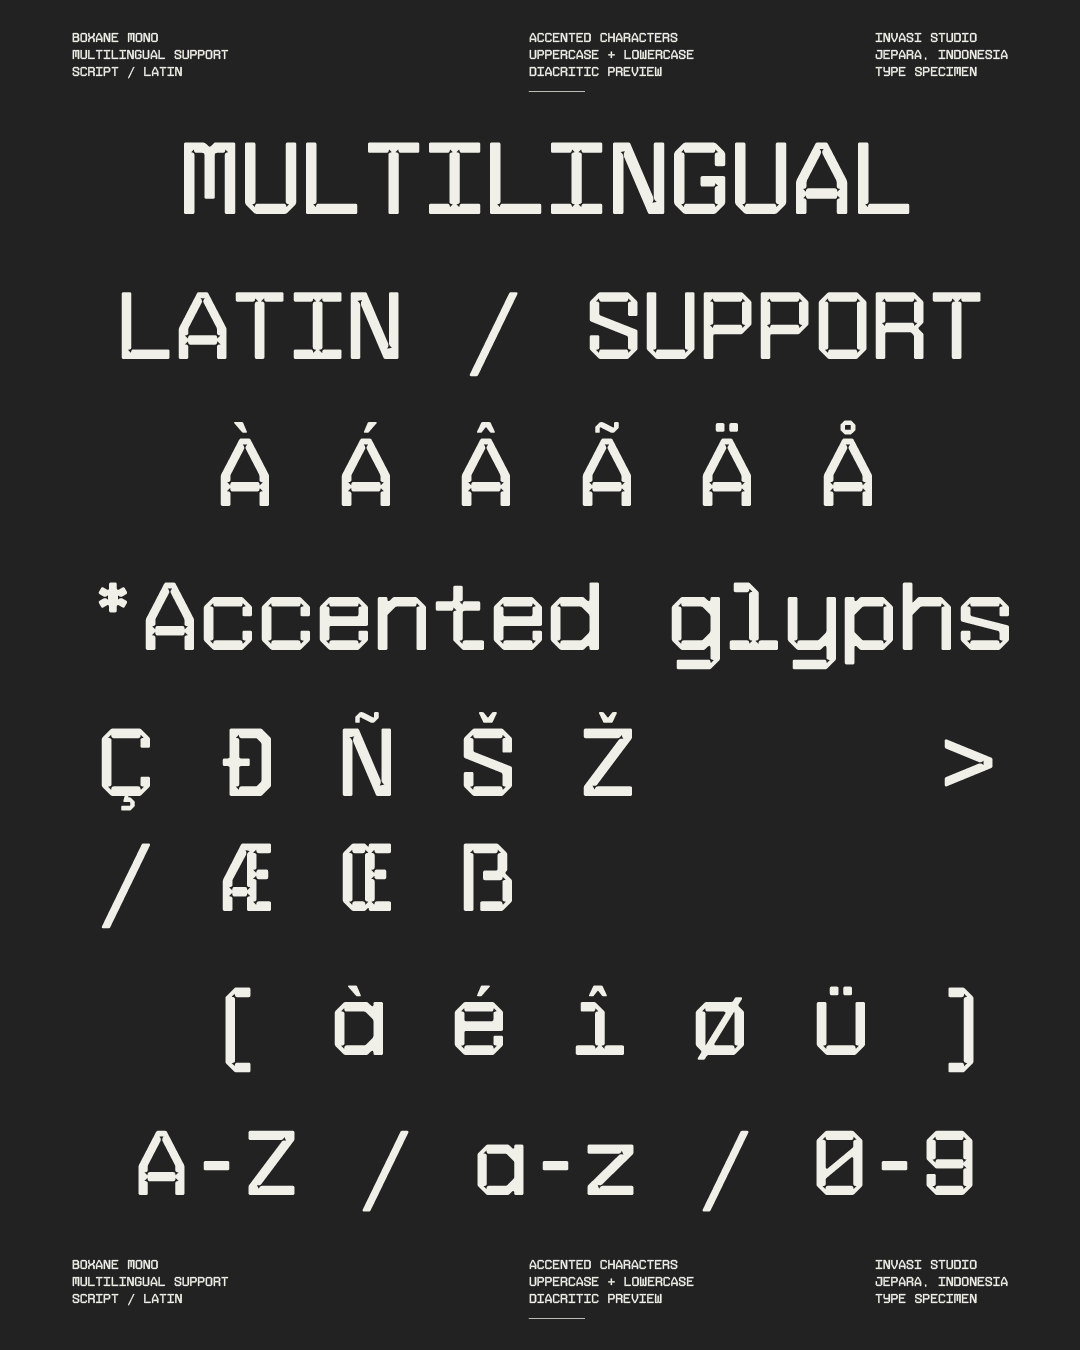 BOXANE MONO
MULTILINGUAL SUPPORT
SCRIPT / LATIN
ACCENTED CHARACTERS
UPPERCASE + LOWERCASE
DIACRITIC PREVIEW
INVASI STUDIO
JEPARA, INDONESIA
TYPE SPECIMEN
MULTILINGUAL
LATIN / SUPPORT
À Á Â Ã Ä Å
*Accented glyphs
Ç Đ Ñ Š Ž >
/ Æ Œ ß
[ à é î ø ü ]
A-Z / a-z / 0-9
BOXANE MONO
MULTILINGUAL SUPPORT
SCRIPT / LATIN
ACCENTED CHARACTERS
UPPERCASE + LOWERCASE
DIACRITIC PREVIEW
INVASI STUDIO
JEPARA, INDONESIA
TYPE SPECIMEN